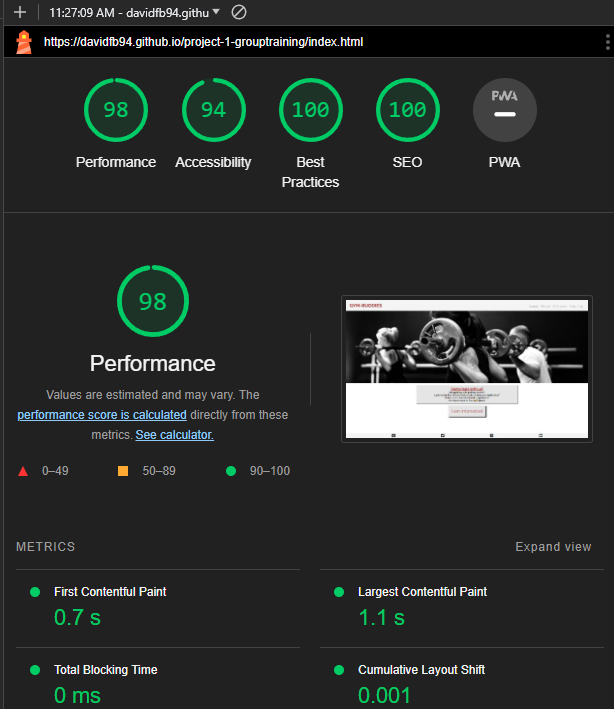 11:27:09 AM - davidfb94.githu
https://davidfb94.github.io/project-1-grouptraining/index.html
98
94
100
100
PWA
Performance
Accessibility
Best
Practices
SEO
PWA
98
Performance
Values are estimated and may vary. The
performance score is calculated directly from these
metrics. See calculator.
0–49
50–89
90–100
GYM-BUDDIES
I am interested!
METRICS
Expand view
First Contentful Paint
0.7 s
Largest Contentful Paint
1.1 s
Total Blocking Time
0 ms
Cumulative Layout Shift
0.001